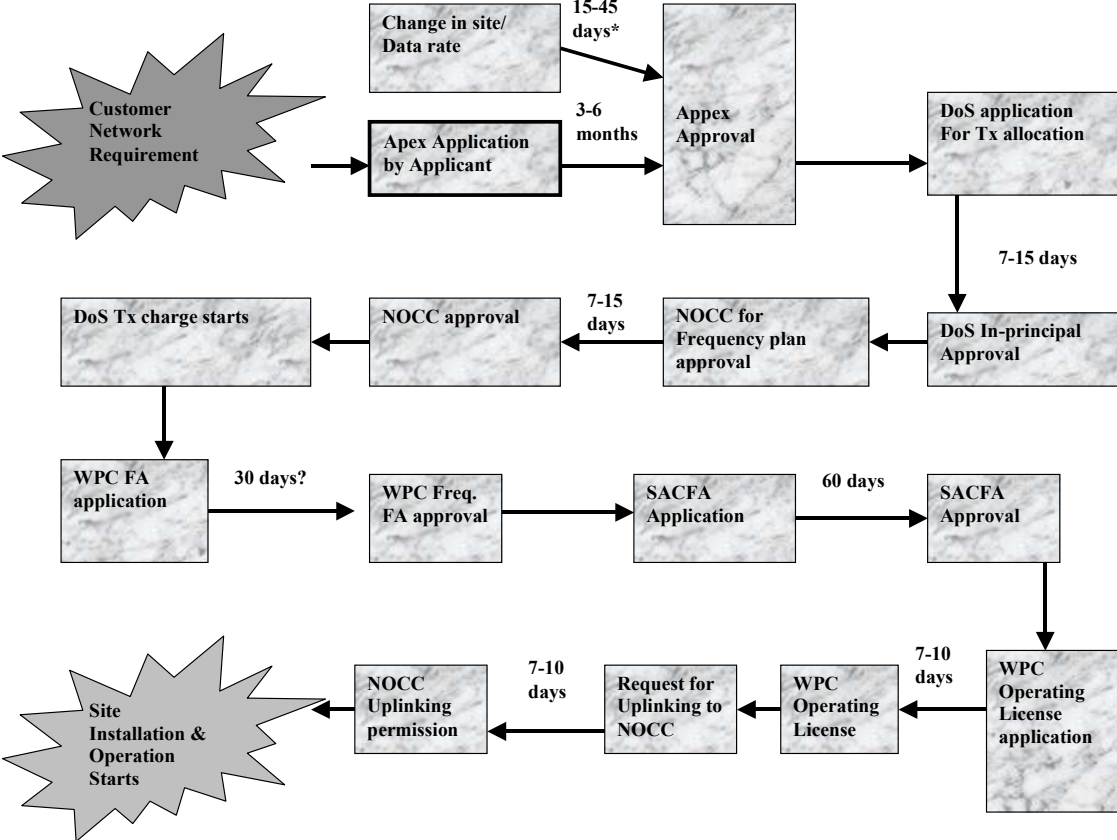 15-45
days*
Change in site/
Data rate
Customer
Network
Requirement
3-6
months
Apex Application
by Applicant
Appex
Approval
DoS application
For Tx allocation
7-15 days
DoS Tx charge starts
NOCC approval
7-15
days
NOCC for
Frequency plan
approval
DoS In-principal
Approval
WPC FA
application
30 days?
WPC Freq.
FA approval
SACFA
Application
60 days
SACFA
Approval
WPC
Operating
License
application
7-10
days
WPC
Operating
License
Request for
Uplinking to
NOCC
7-10
days
NOCC
Uplinking
permission
Site
Installation &
Operation
Starts